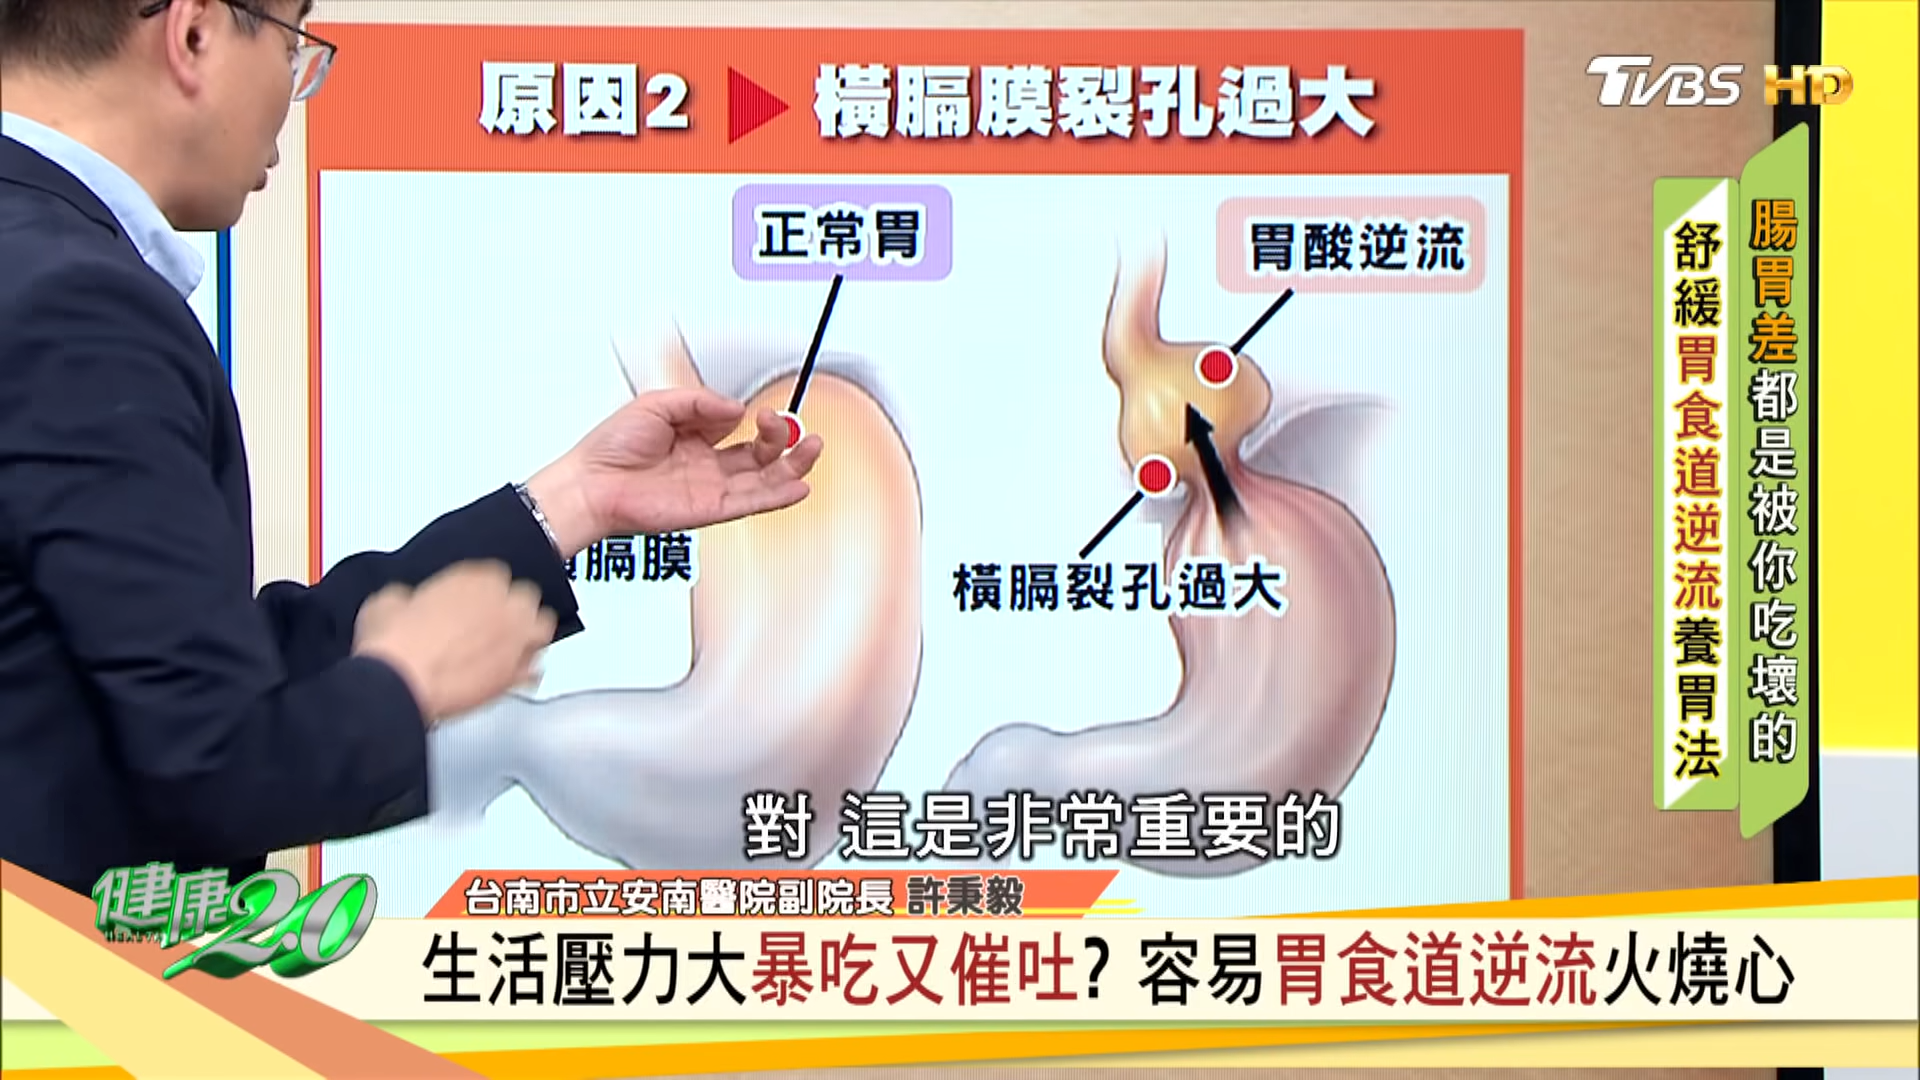 原因2 ▶ 橫膈膜裂孔過大
TVBS HD
正常胃
胃酸逆流
膈膜
橫膈裂孔過大
腸胃差都是被你吃壞的
舒緩胃食道逆流養胃法
對 這是非常重要的
健康2.0
HEALTH
台南市立安南醫院副院長 許秉毅
生活壓力大暴吃又催吐? 容易胃食道逆流火燒心